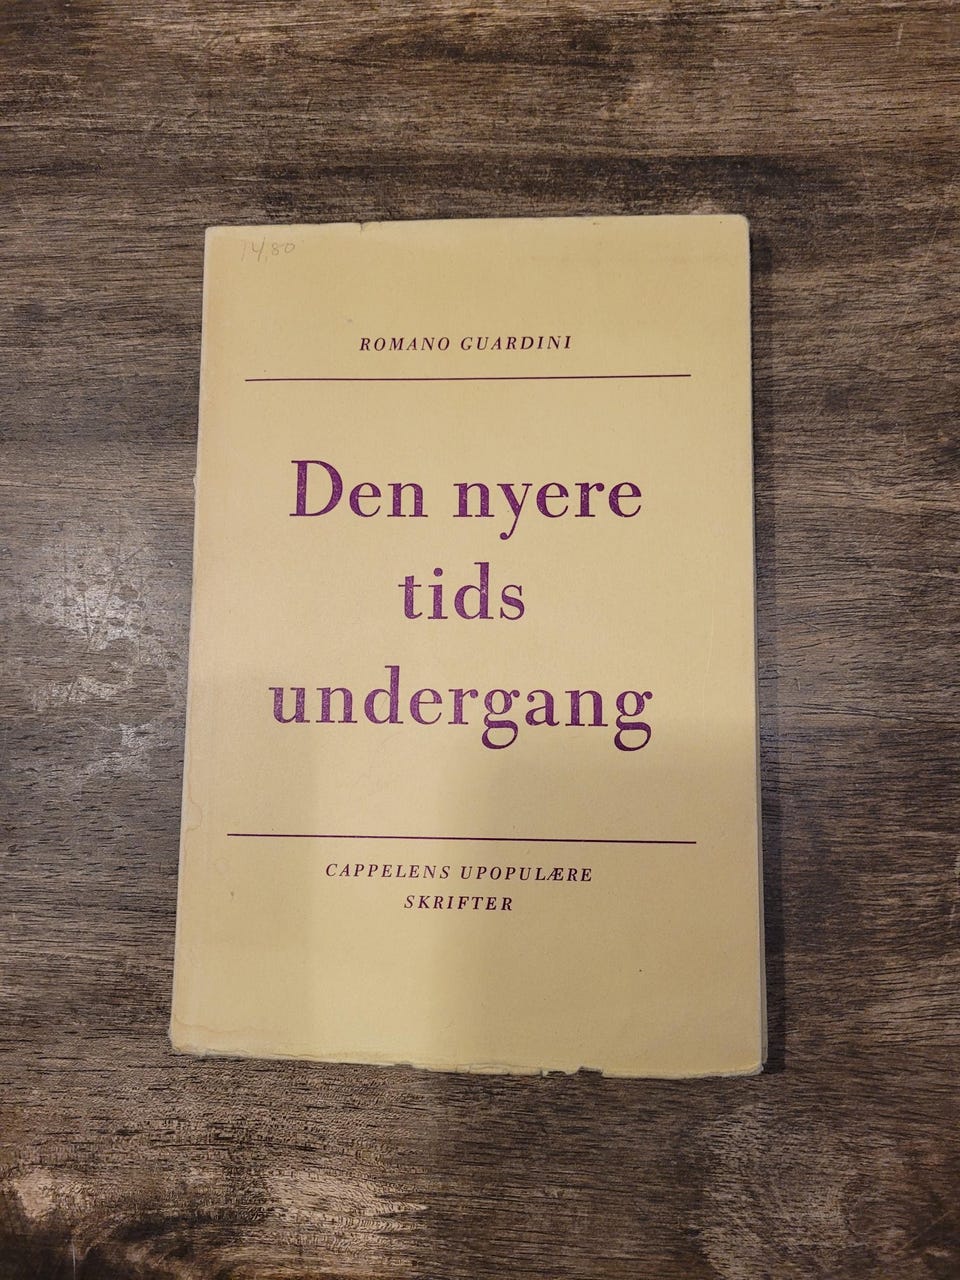 14,80
ROMANO GUARDINI
Den nyere
tids
undergang
CAPPELENS UPOPULÆRE
SKRIFTER